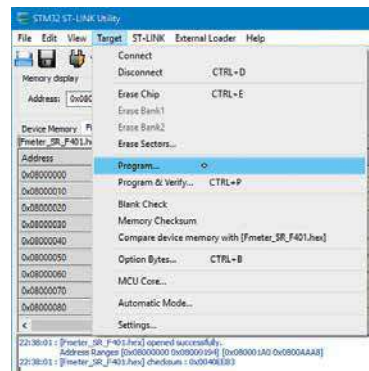 STM32 ST-LINK Utility
File Edit View Target ST-LINK External Loader Help
Connect
Disconnect CTRL+D
Erase Chip CTRL+E
Erase Bank1
Erase Bank2
Erase Sectors...
Program...
Program & Verify... CTRL+P
Blank Check
Memory Checksum
Compare device memory with [Fmeter_SR_F401.hex]
Option Bytes... CTRL+B
MCU Core...
Automatic Mode...
Settings...
Memory display
Address: 0x080
Device Memory
[Fmeter_SR_F401.h
Address
0x08000000
0x08000010
0x08000020
0x08000030
0x08000040
0x08000050
0x08000060
0x08000070
0x08000080
22:38:01 : [Fmeter_SR_F401.hex] opened successfully.
Address Ranges [0x08000000 0x08000194] [0x080001A0 0x0800AAA8]
22:38:01 : [Fmeter_SR_F401.hex] checksum : 0x0040EE83